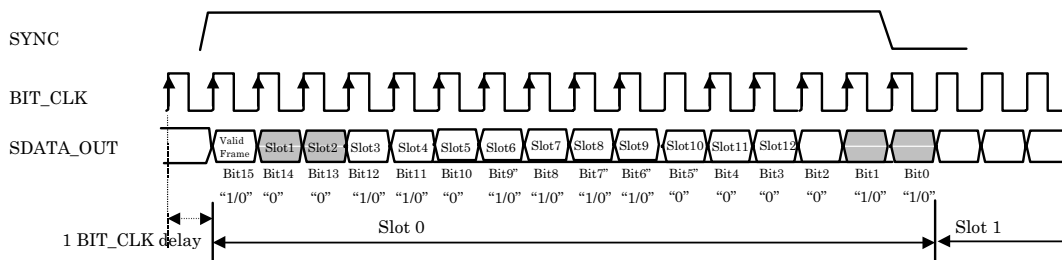 SYNC
BIT_CLK
SDATA_OUT
Valid Frame Slot1 Slot2 Slot3 Slot4 Slot5 Slot6 Slot7 Slot8 Slot9 Slot10 Slot11 Slot12
Bit15 Bit14 Bit13 Bit12 Bit11 Bit10 Bit9” Bit8 Bit7” Bit6” Bit5” Bit4 Bit3 Bit2 Bit1 Bit0
“1/0” “0” “0” “1/0” “1/0” “0” “1/0” “1/0” “1/0” “1/0” “0” “0” “0” “0” “1/0” “1/0”
1 BIT_CLK delay Slot 0 Slot 1